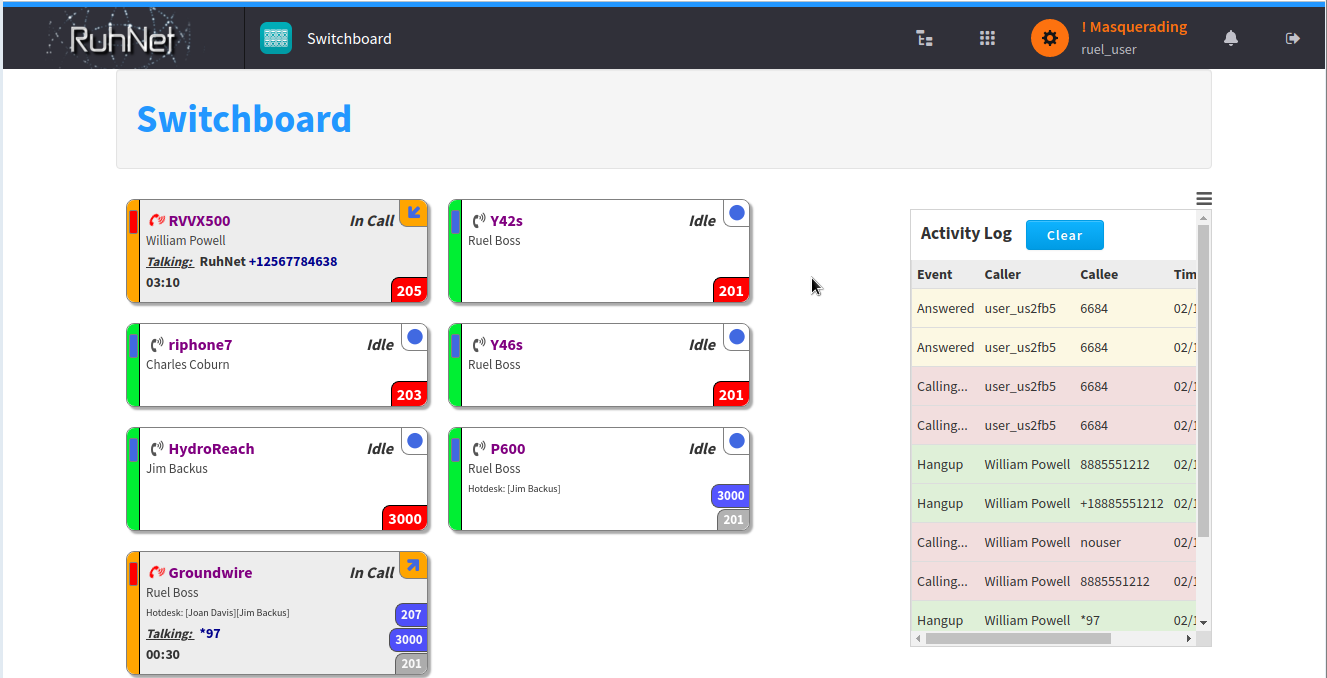 RuhNet
Switchboard
! Masquerading
ruel_user
Switchboard
RVVX500
In Call
William Powell
Talking: RuhNet +12567784638
03:10
205
Y42s
Idle
Ruel Boss
201
riphone7
Idle
Charles Coburn
203
Y46s
Idle
Ruel Boss
201
HydroReach
Idle
Jim Backus
3000
P600
Idle
Ruel Boss
Hotdesk: [Jim Backus]
3000
201
Groundwire
In Call
Ruel Boss
Hotdesk: [Joan Davis][Jim Backus]
207
Talking: *97
3000
00:30
201
Activity Log
Clear
Event Caller Callee Tim
Answered user_us2fb5 6684 02/1
Answered user_us2fb5 6684 02/1
Calling... user_us2fb5 6684 02/1
Calling... user_us2fb5 6684 02/1
Hangup William Powell 8885551212 02/1
Hangup William Powell +18885551212 02/1
Calling... William Powell nouser 02/1
Calling... William Powell 8885551212 02/1
Hangup William Powell *97 02/1